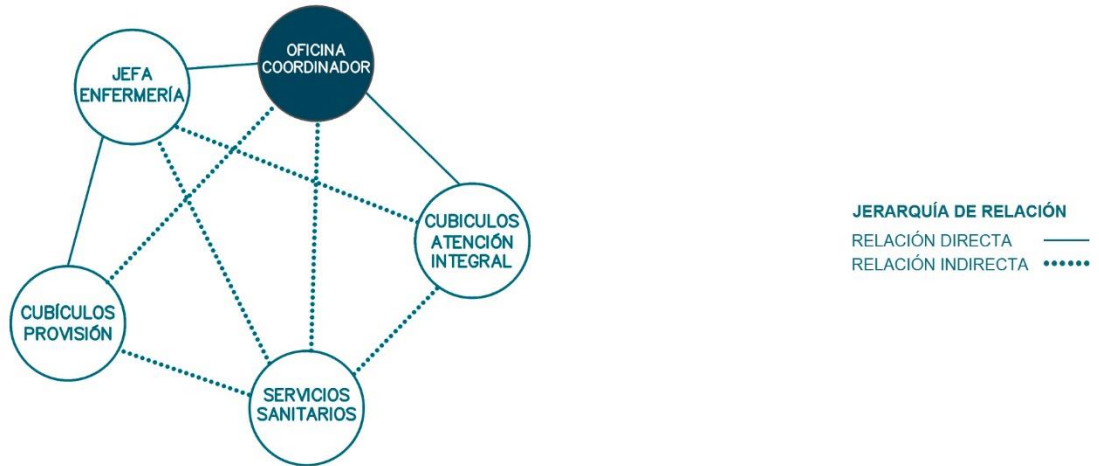 OFICINA
COORDINADOR
JEFA
ENFERMERÍA
CUBICULOS
ATENCIÓN
INTEGRAL
CUBÍCULOS
PROVISIÓN
SERVICIOS
SANITARIOS
JERARQUÍA DE RELACIÓN
RELACIÓN DIRECTA
RELACIÓN INDIRECTA